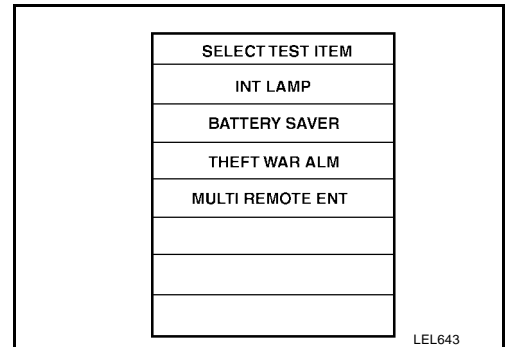 SELECT TEST ITEM
INT LAMP
BATTERY SAVER
THEFT WAR ALM
MULTI REMOTE ENT
LEL643